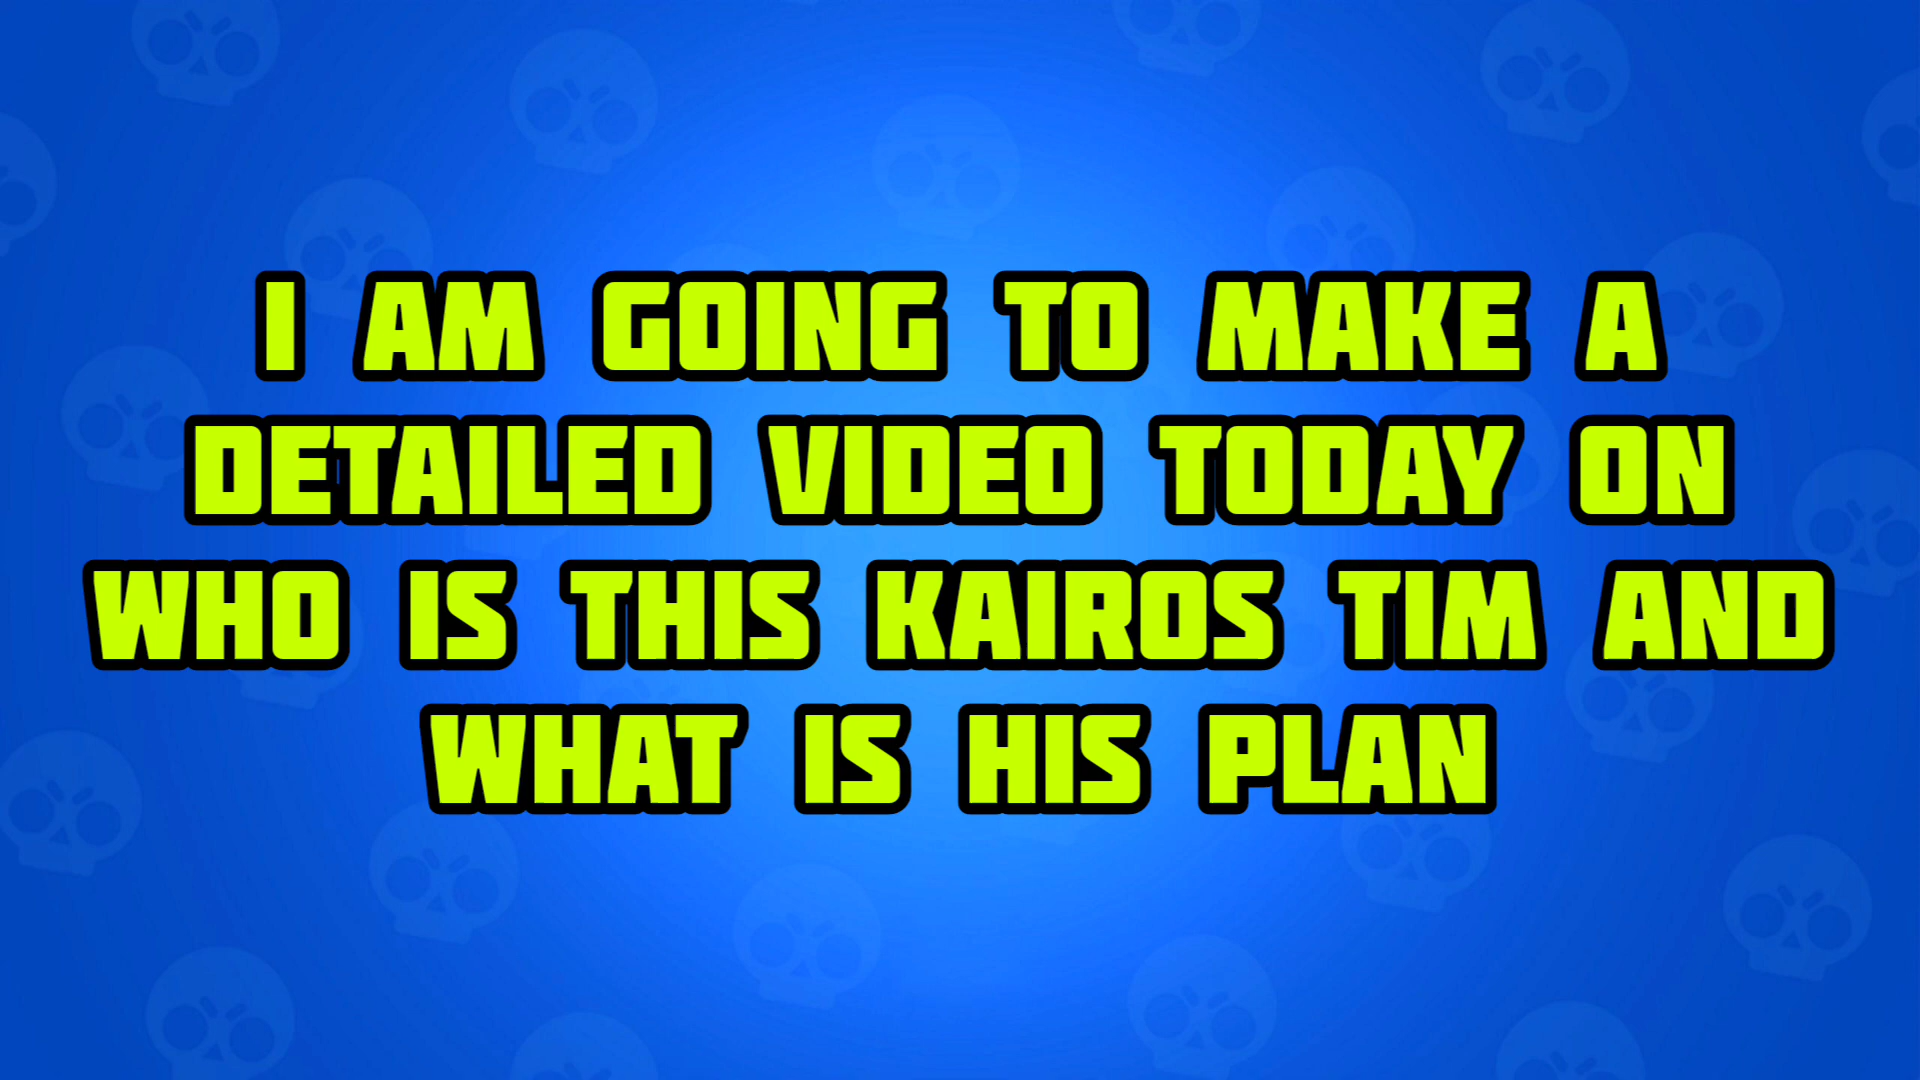 I AM GOING TO MAKE A
DETAILED VIDEO TODAY ON
WHO IS THIS KAIROS TIM AND
WHAT IS HIS PLAN